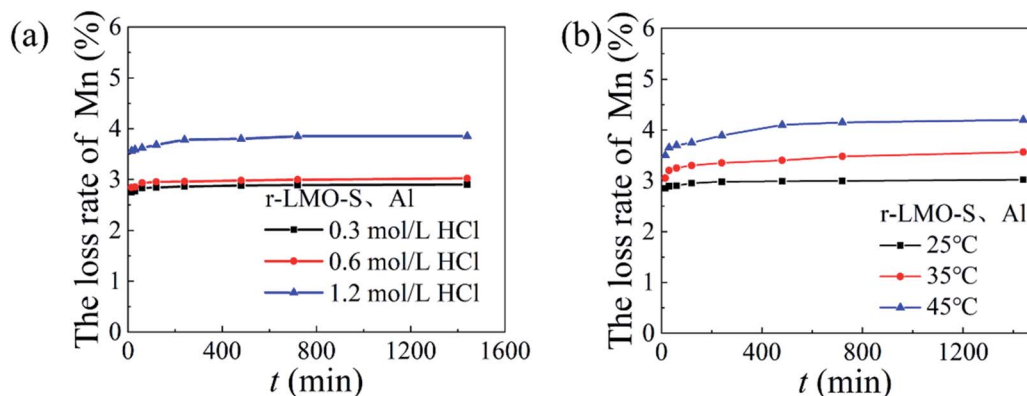 (a)
The loss rate of Mn (%)
6
5
4
3
2
1
0
r-LMO-S、Al
0.3 mol/L HCl
0.6 mol/L HCl
1.2 mol/L HCl
0 400 800 1200 1600
t (min)
(b)
The loss rate of Mn (%)
6
5
4
3
2
1
0
r-LMO-S、Al
25℃
35℃
45℃
0 400 800 1200
t (min)